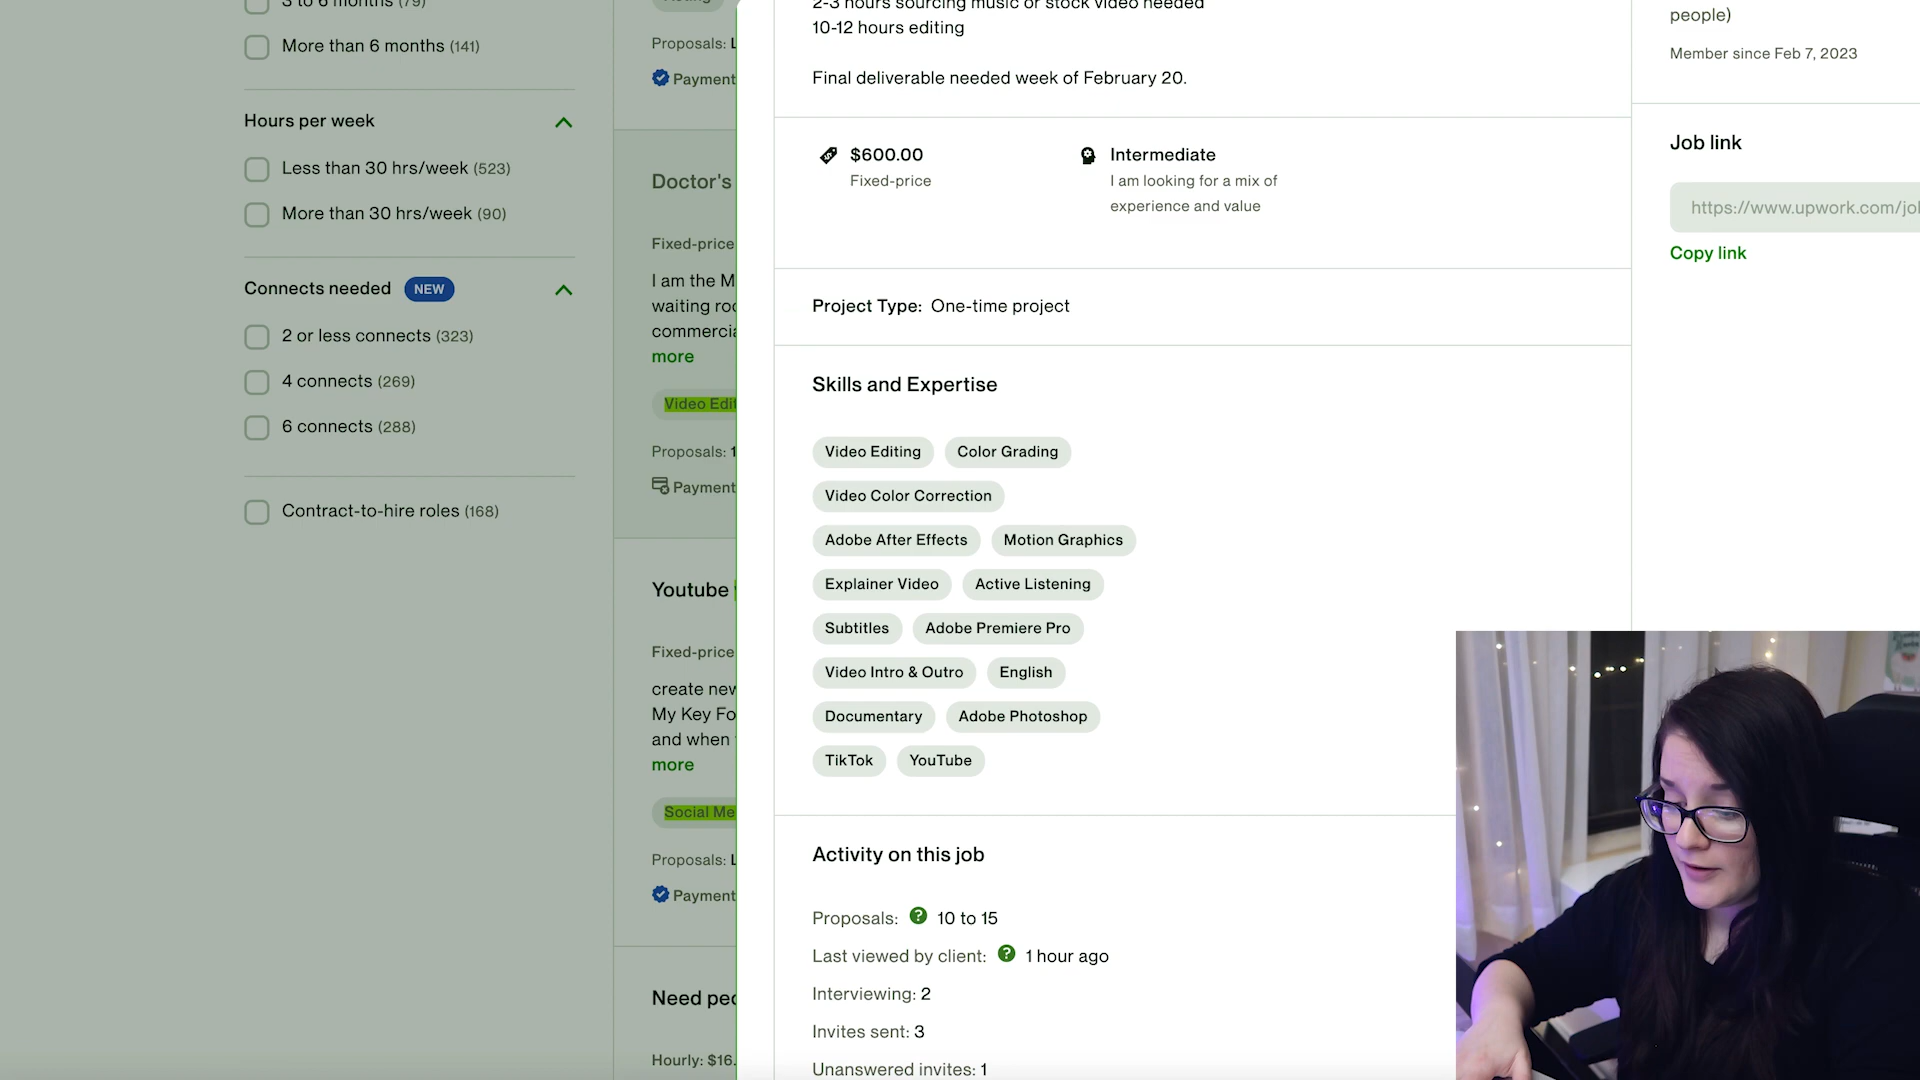 3 to 6 months (79)
More than 6 months (141)
Hours per week
Less than 30 hrs/week (523)
More than 30 hrs/week (90)
Connects needed NEW
2 or less connects (323)
4 connects (269)
6 connects (288)
Contract-to-hire roles (168)
Proposals:
Payment
Doctor's
Fixed-price
I am the M
waiting
more
Video
Proposals:
Payment
Youtube
Fixed-price
create
My Key
and when
more
Social
Proposals:
Payment
Need
Hourly: $16.
2-3 hours sourcing music or stock video needed
10-12 hours editing
Final deliverable needed week of February 20.
$600.00
Fixed-price
Intermediate
I am looking for a mix of
experience and value
Project Type: One-time project
Skills and Expertise
Video Editing Color Grading
Video Color Correction
Adobe After Effects Motion Graphics
Explainer Video Active Listening
Subtitles Adobe Premiere Pro
Video Intro & Outro English
Documentary Adobe Photoshop
TikTok YouTube
Activity on this job
Proposals: ? 10 to 15
Last viewed by client: ? 1 hour ago
Interviewing: 2
Invites sent: 3
Unanswered invites: 1
people)
Member since Feb 7, 2023
Job link
https://www.upwork.com/jo
Copy link